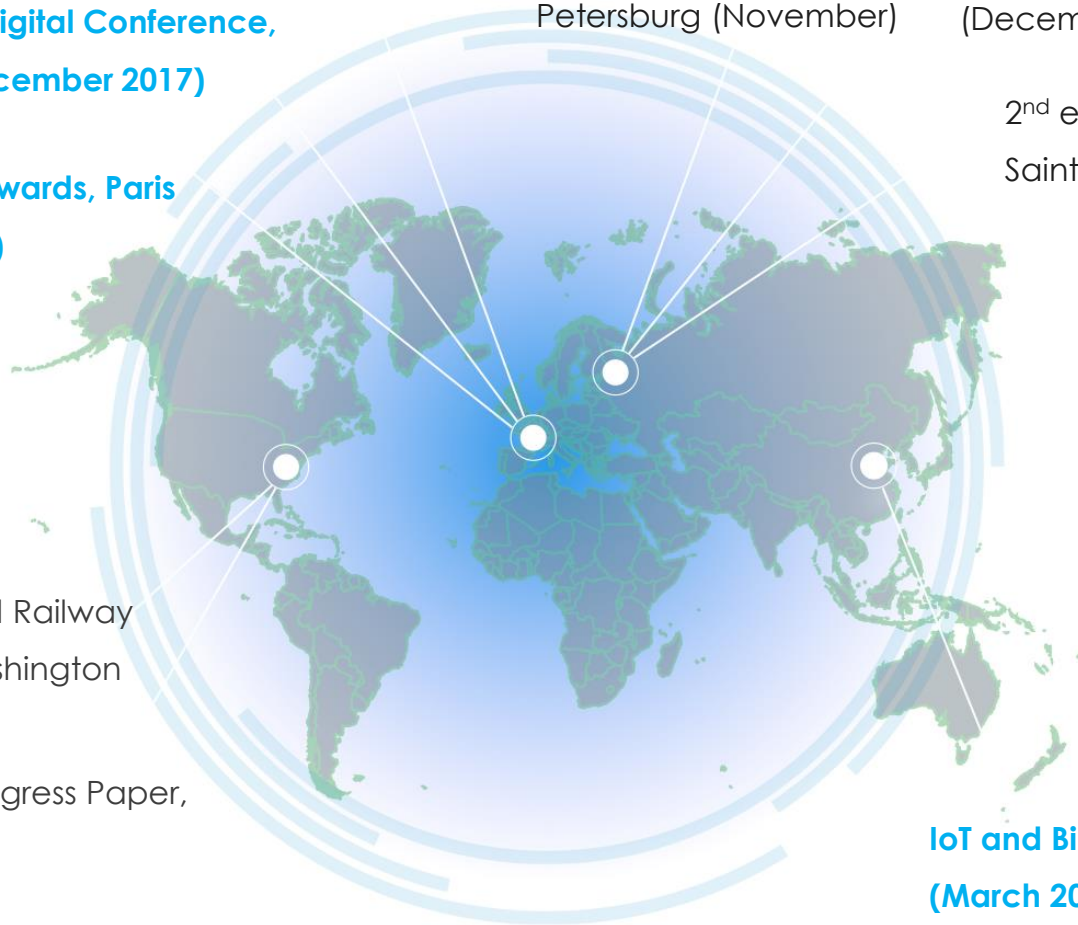 igital Conference,
cember 2017)
wards, Paris
)
Petersburg (November)
(Decem
2nd e
Saint
l Railway
shington
gress Paper,
IoT and Bi
(March 20